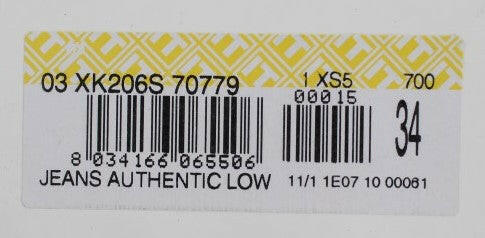 03 XK206S 70779 1 XS5 700
00015
34
8 034166 065506
JEANS AUTHENTIC LOW 11/1 1E07 10 00061